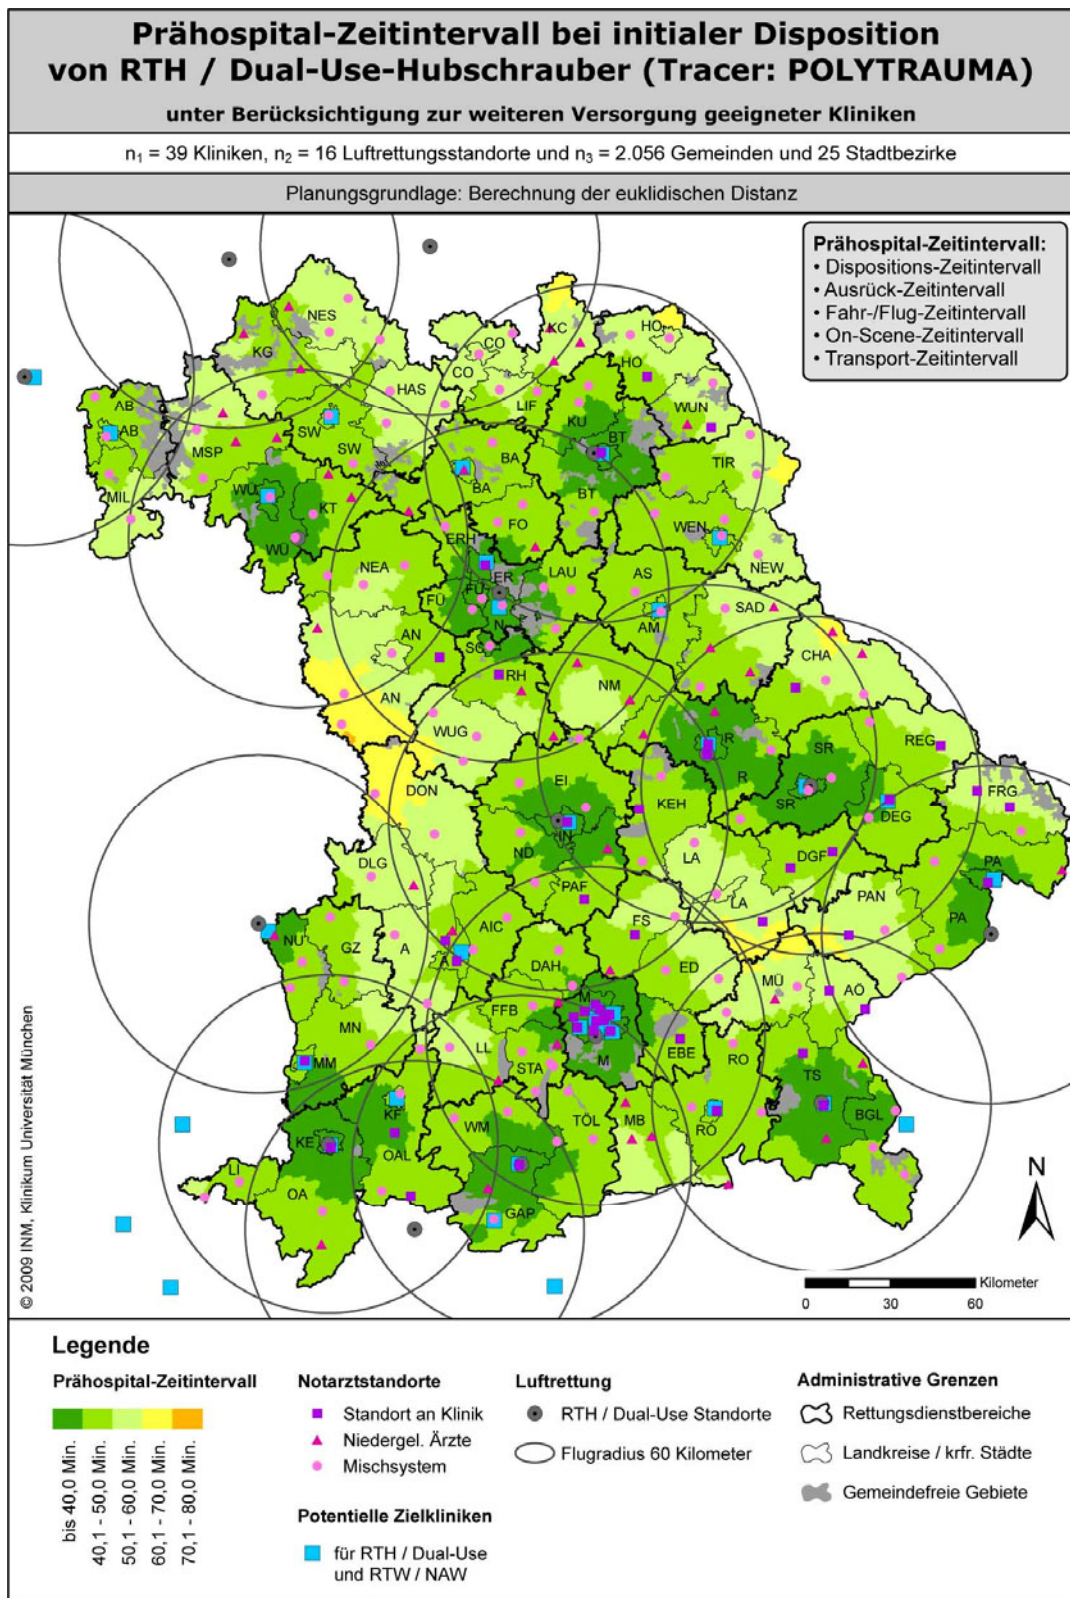 Prähospital-Zeitintervall bei initialer Disposition
von RTH / Dual-Use-Hubschrauber (Tracer: POLYTRAUMA)
unter Berücksichtigung zur weiteren Versorgung geeigneter Kliniken
n₁ = 39 Kliniken, n₂ = 16 Luftrettungsstandorte und n₃ = 2.056 Gemeinden und 25 Stadtbezirke
Planungsgrundlage: Berechnung der euklidischen Distanz
Prähospital-Zeitintervall:
• Dispositions-Zeitintervall
• Ausrück-Zeitintervall
• Fahr-/Flug-Zeitintervall
• On-Scene-Zeitintervall
• Transport-Zeitintervall
NES
KG
CO
KC
HO
CO
HO
HAS
AB
LIF
KU
WUN
AB
SW
BT
MSP
SW
BA
TIR
MIL
WÜ
KT
BA
BT
FO
WEN
WÜ
ERH
NEA
ER
LAU
AS
NEW
FÜ
FÜ
N
AM
SAD
AN
SC
CHA
RH
NM
AN
WUG
R
SR
REG
EI
R
DON
KEH
SR
FRG
IN
DEG
ND
LA
DGF
PA
DLG
PAF
LA
PAN
PA
NU
GZ
A
AIC
FS
A
DAH
ED
MÜ
AÖ
FFB
M
MN
LL
M
EBE
RO
MM
STA
TS
KF
WM
TÖL
MB
RO
BGL
KE
OAL
LI
OA
GAP
N
Kilometer
0 30 60
© 2009 INM, Klinikum Universität München
Legende
Prähospital-Zeitintervall
bis 40,0 Min.
40,1 - 50,0 Min.
50,1 - 60,0 Min.
60,1 - 70,0 Min.
70,1 - 80,0 Min.
Notarztstandorte
Standort an Klinik
Niedergel. Ärzte
Mischsystem
Potentielle Zielkliniken
für RTH / Dual-Use
und RTW / NAW
Luftrettung
RTH / Dual-Use Standorte
Flugradius 60 Kilometer
Administrative Grenzen
Rettungsdienstbereiche
Landkreise / krfr. Städte
Gemeindefreie Gebiete